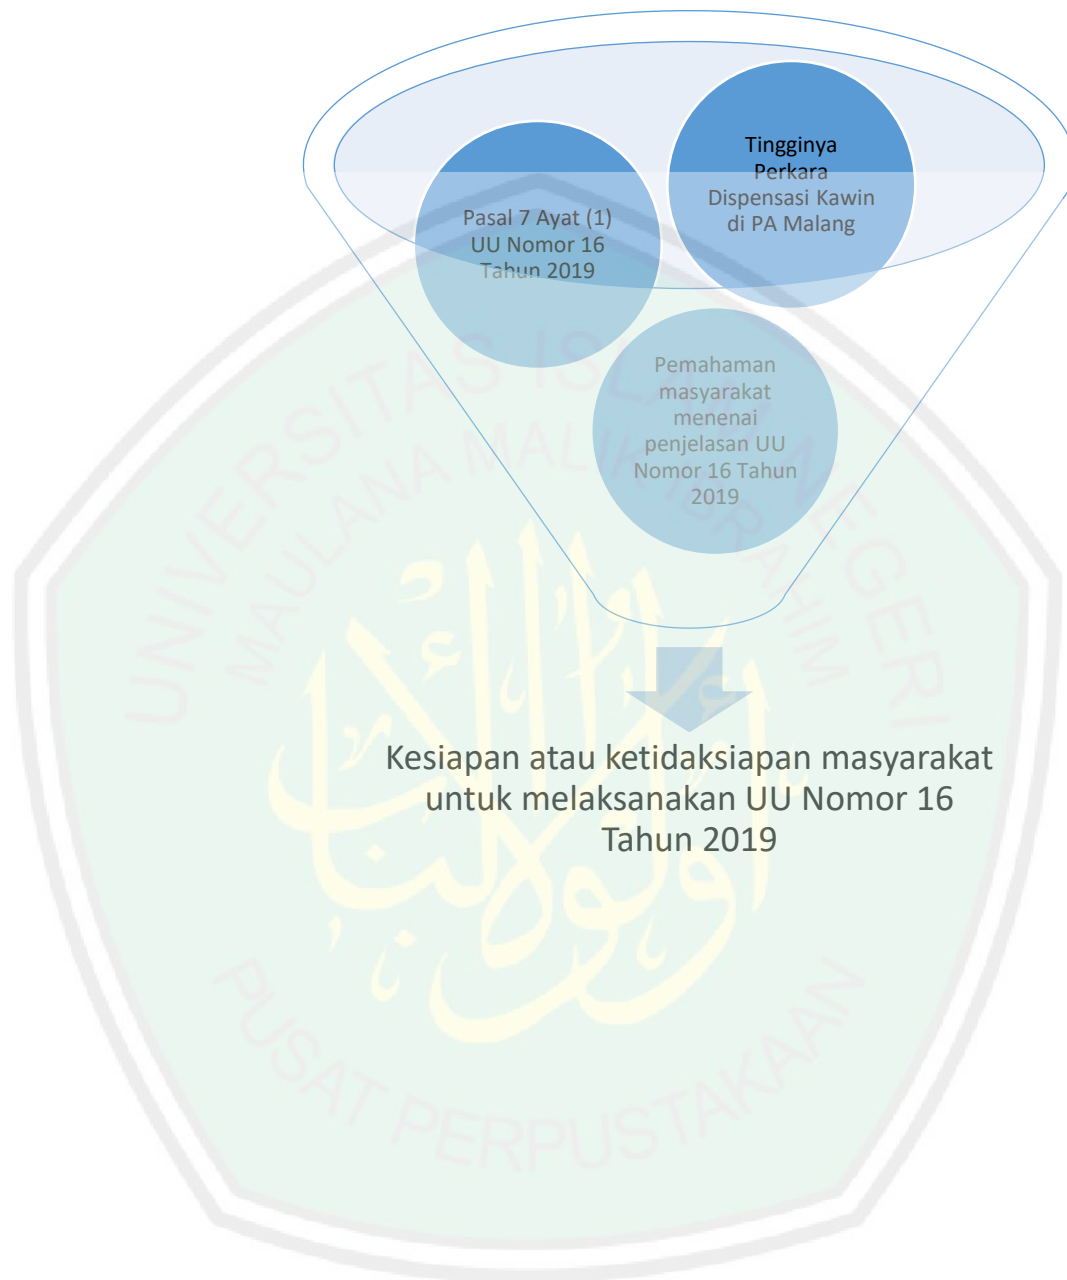 Tingginya
Perkara
Dispensasi Kawin
di PA Malang
Pasal 7 Ayat (1)
UU Nomor 16
Tahun 2019
Pemahaman
masyarakat
menenai
penjelasan UU
Nomor 16 Tahun
2019
Kesiapan atau ketidaksiapan masyarakat
untuk melaksanakan UU Nomor 16
Tahun 2019
UNIVERSITAS ISLAM NEGERI
MAULANA MALIK IBRAHIM
PUSAT PERPUSTAKAAN